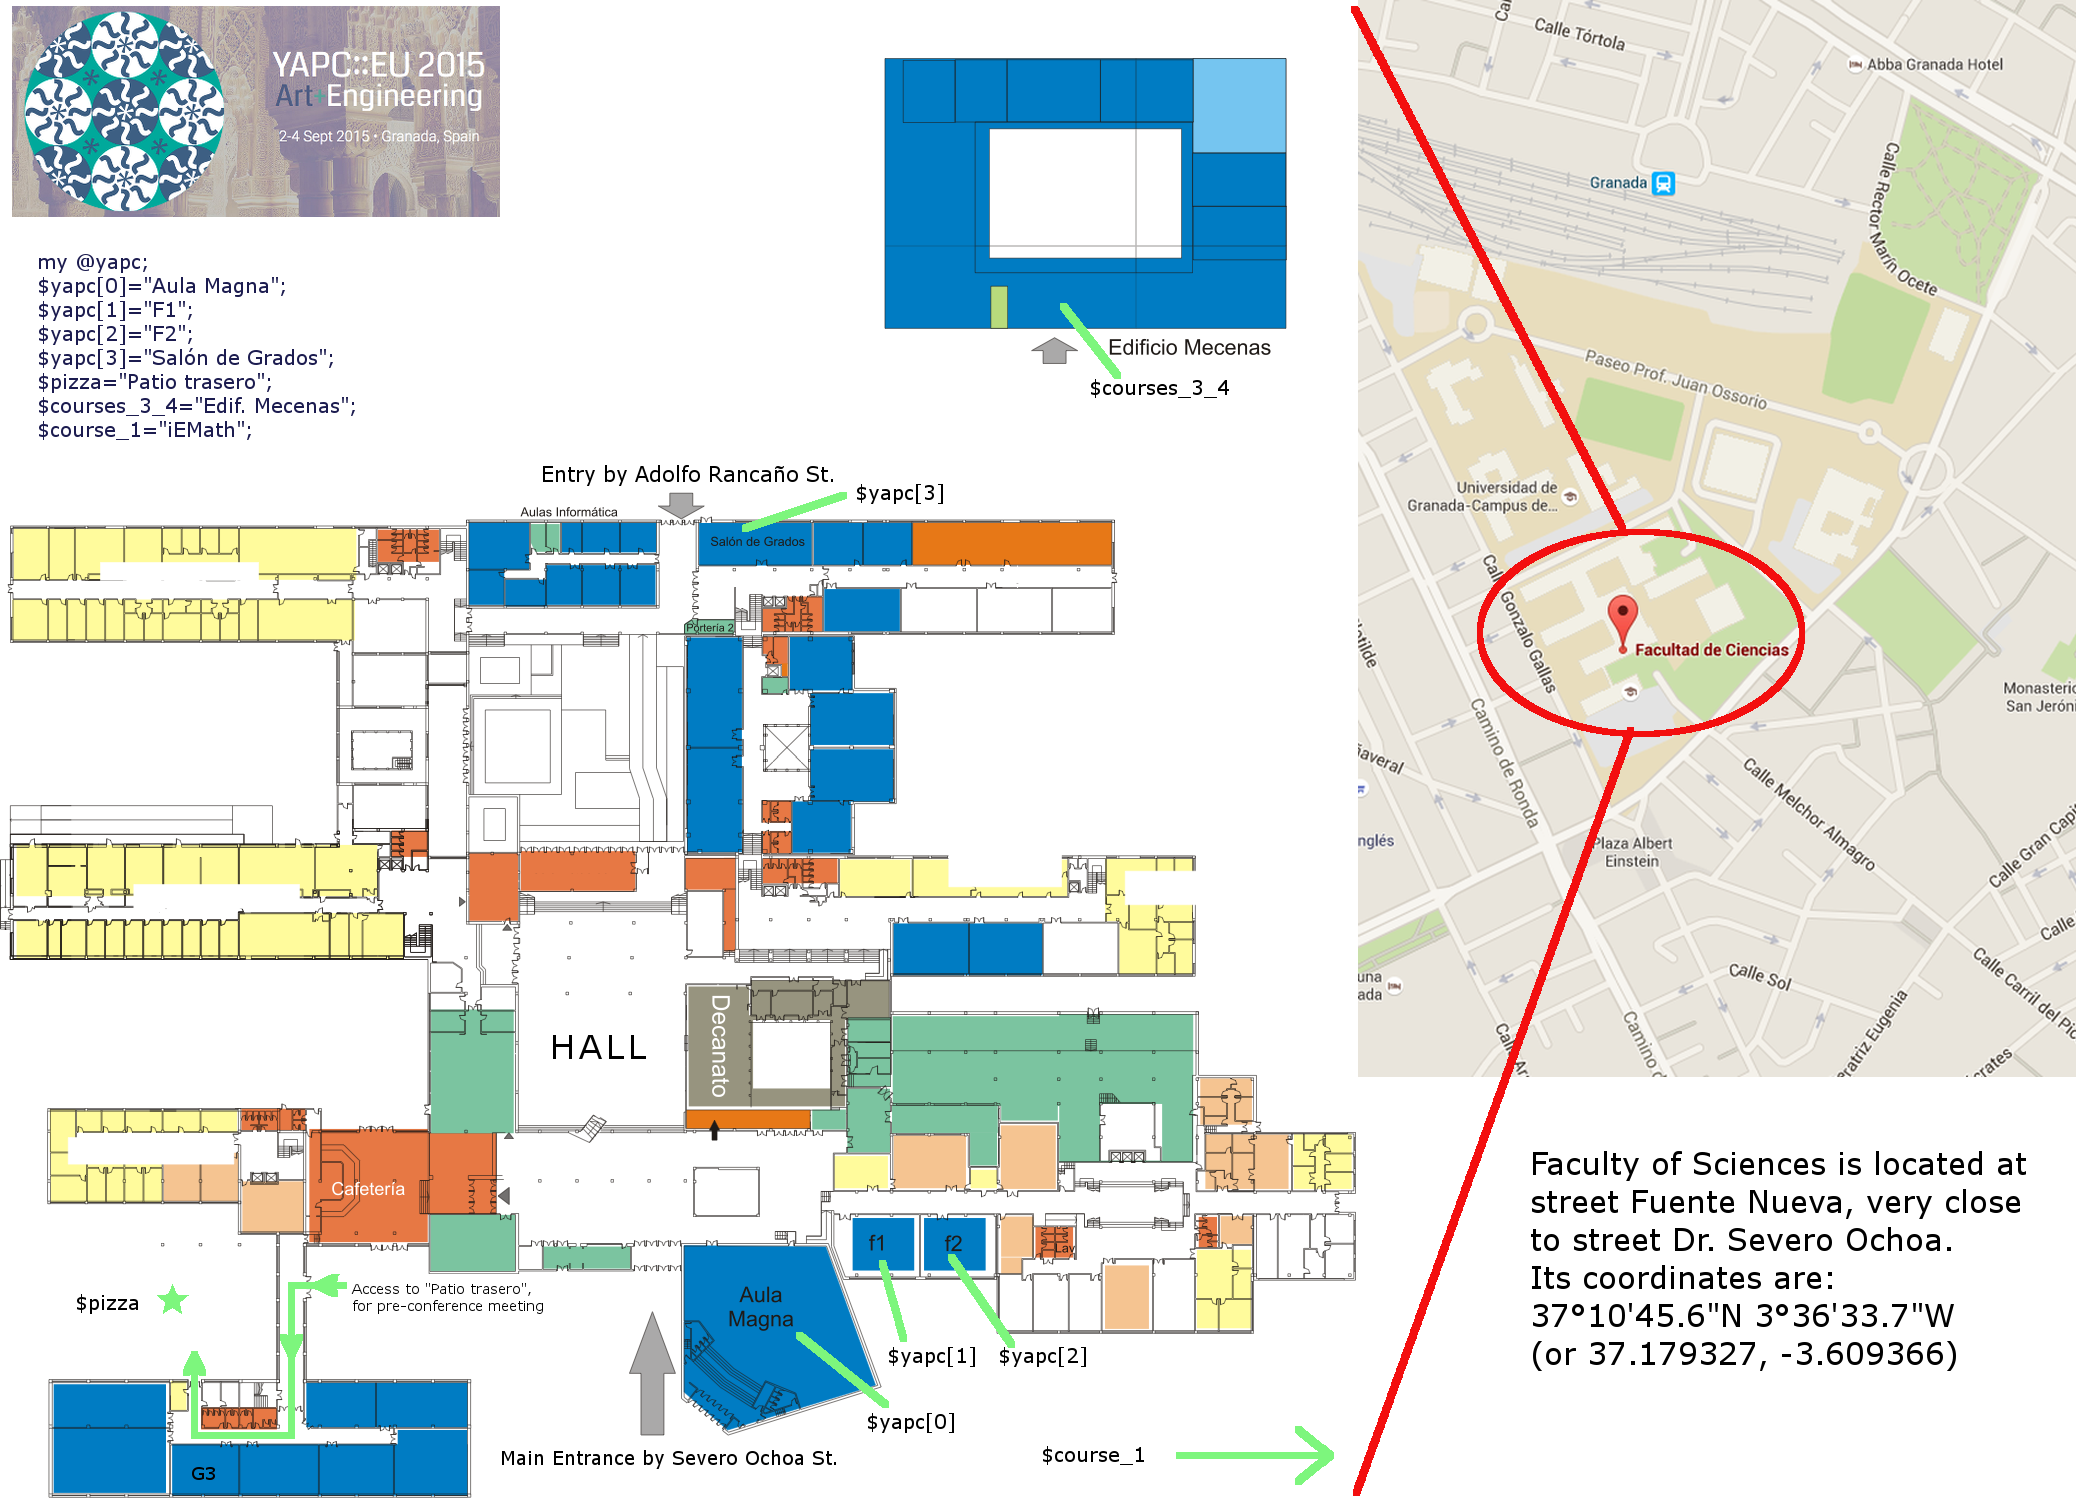 YAPC::EU 2015
Art+Engineering
2-4 Sept 2015 • Granada, Spain
my @yapc;
$yapc[0]="Aula Magna";
$yapc[1]="F1";
$yapc[2]="F2";
$yapc[3]="Salón de Grados";
$pizza="Patio trasero";
$courses_3_4="Edif. Mecenas";
$course_1="iEMath";
Edificio Mecenas
$courses_3_4
Entry by Adolfo Rancaño St.
$yapc[3]
Aulas Informática
Salón de Grados
Portería 2
Decanato
HALL
Cafetería
f1
f2
Lav
Aula
Magna
$pizza
Access to "Patio trasero",
for pre-conference meeting
$yapc[1]
$yapc[2]
$yapc[0]
G3
Main Entrance by Severo Ochoa St.
$course_1
Calle Tórtola
Abba Granada Hotel
Granada
Calle Rector Marín Ocete
Paseo Prof. Juan Ossorio
Universidad de
Granada-Campus de...
Calle Gonzalo Gallas
Facultad de Ciencias
Monasterio
San Jeróni
Camino de Ronda
Calle Melchor Almagro
Plaza Albert
Einstein
nglés
Calle Gran Capi
Calle
Calle Sol
Calle Carril del Pic
Camino d
Faculty of Sciences is located at
street Fuente Nueva, very close
to street Dr. Severo Ochoa.
Its coordinates are:
37°10'45.6"N 3°36'33.7"W
(or 37.179327, -3.609366)